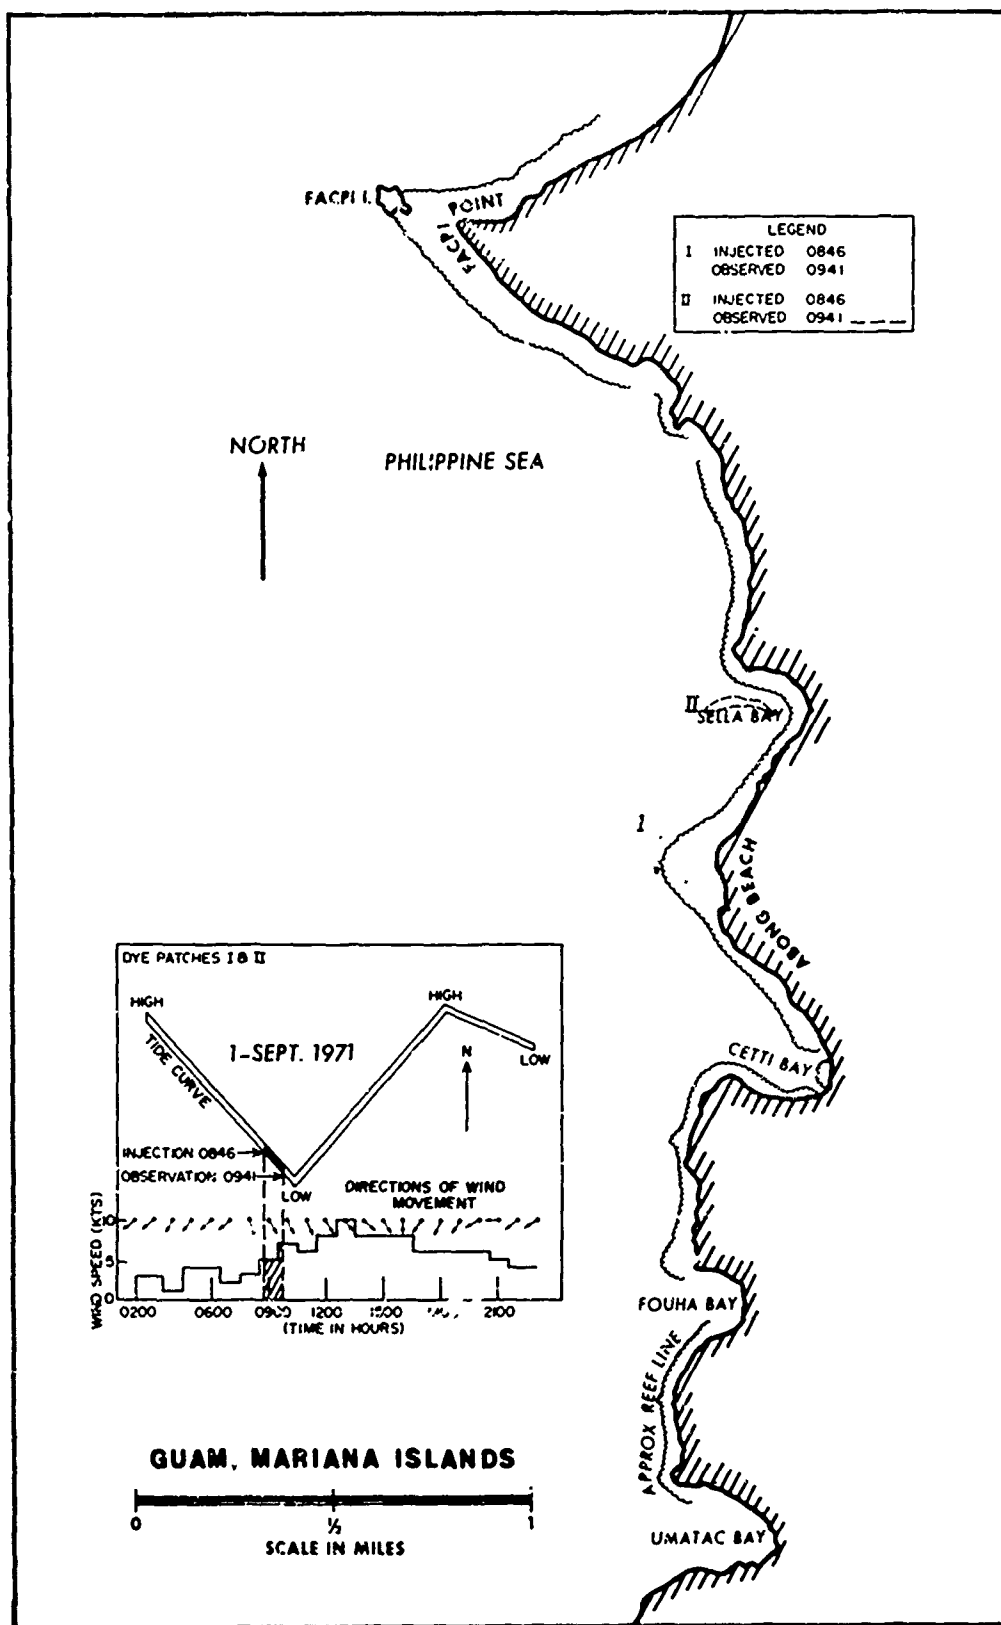 FACPI I.
FACPI POINT
LEGEND
I INJECTED 0846
OBSERVED 0941
II INJECTED 0846
OBSERVED 0941
NORTH
PHILIPPINE SEA
II
SELLA BAY
I
ABONG BEACH
DYE PATCHES I & II
HIGH
HIGH
TIDE CURVE
1-SEPT. 1971
N
LOW
CETTI BAY
INJECTION 0846
OBSERVATION 0941
LOW
DIRECTIONS OF WIND
MOVEMENT
WIND SPEED (KTS)
10
5
0
0200 0600 0900 1200 1500 2100
(TIME IN HOURS)
FOUHA BAY
APPROX REEF LINE
GUAM, MARIANA ISLANDS
0 ½ 1
SCALE IN MILES
UMATAC BAY